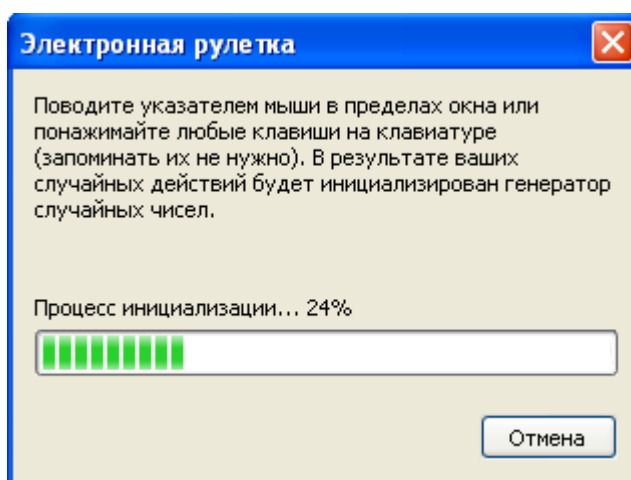 Электронная рулетка
Поводите указателем мыши в пределах окна или
понажимайте любые клавиши на клавиатуре
(запоминать их не нужно). В результате ваших
случайных действий будет инициализирован генератор
случайных чисел.
Процесс инициализации... 24%
Отмена